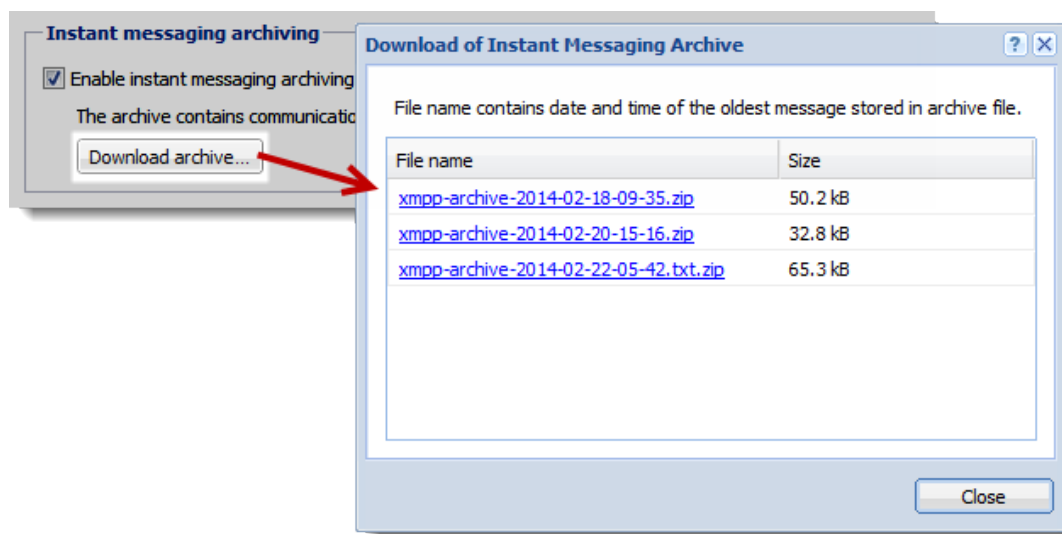 Instant messaging archiving
Enable instant messaging archiving
The archive contains communicatio
Download archive...
Download of Instant Messaging Archive
?
File name contains date and time of the oldest message stored in archive file.
File name Size
xmpp-archive-2014-02-18-09-35.zip 50.2 kB
xmpp-archive-2014-02-20-15-16.zip 32.8 kB
xmpp-archive-2014-02-22-05-42.txt.zip 65.3 kB
Close